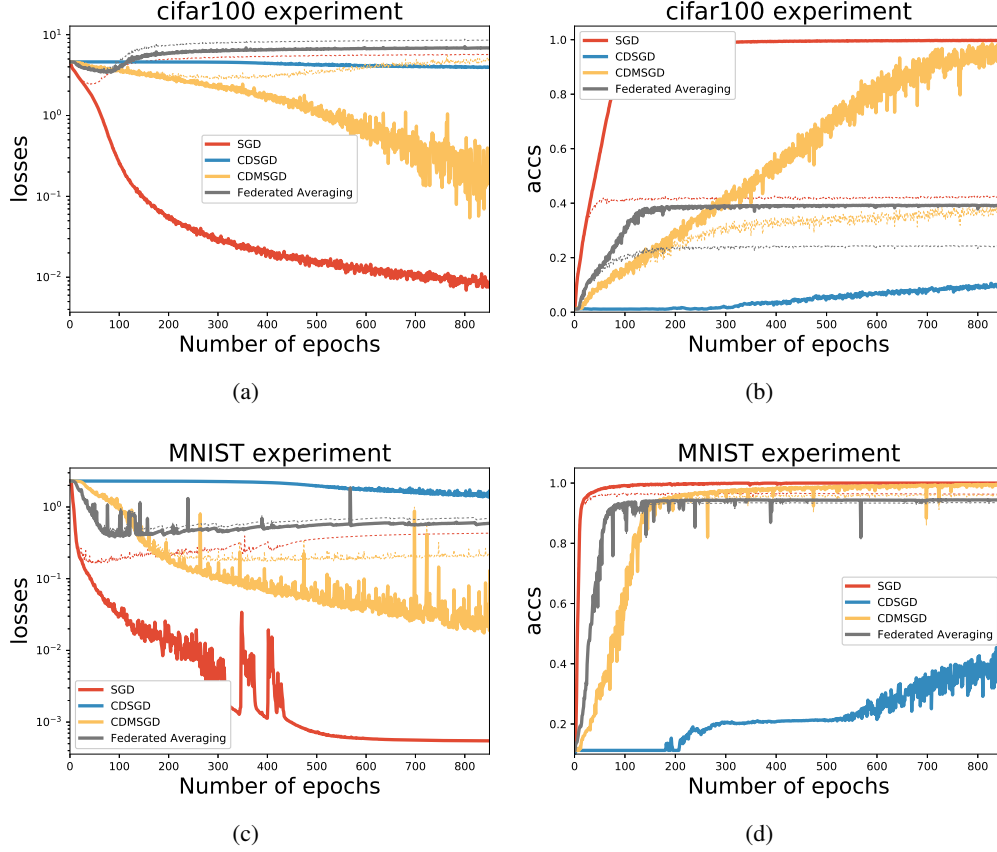 cifar100 experiment
10^1
10^0
10^{-1}
10^{-2}
losses
SGD
CDSGD
CDMSGD
Federated Averaging
0 100 200 300 400 500 600 700 800
Number of epochs
(a)
cifar100 experiment
1.0
0.8
0.6
0.4
0.2
0.0
accs
SGD
CDSGD
CDMSGD
Federated Averaging
0 100 200 300 400 500 600 700 800
Number of epochs
(b)
MNIST experiment
10^0
10^{-1}
10^{-2}
10^{-3}
losses
SGD
CDSGD
CDMSGD
Federated Averaging
0 100 200 300 400 500 600 700 800
Number of epochs
(c)
MNIST experiment
1.0
0.8
0.6
0.4
0.2
accs
SGD
CDSGD
CDMSGD
Federated Averaging
0 100 200 300 400 500 600 700 800
Number of epochs
(d)